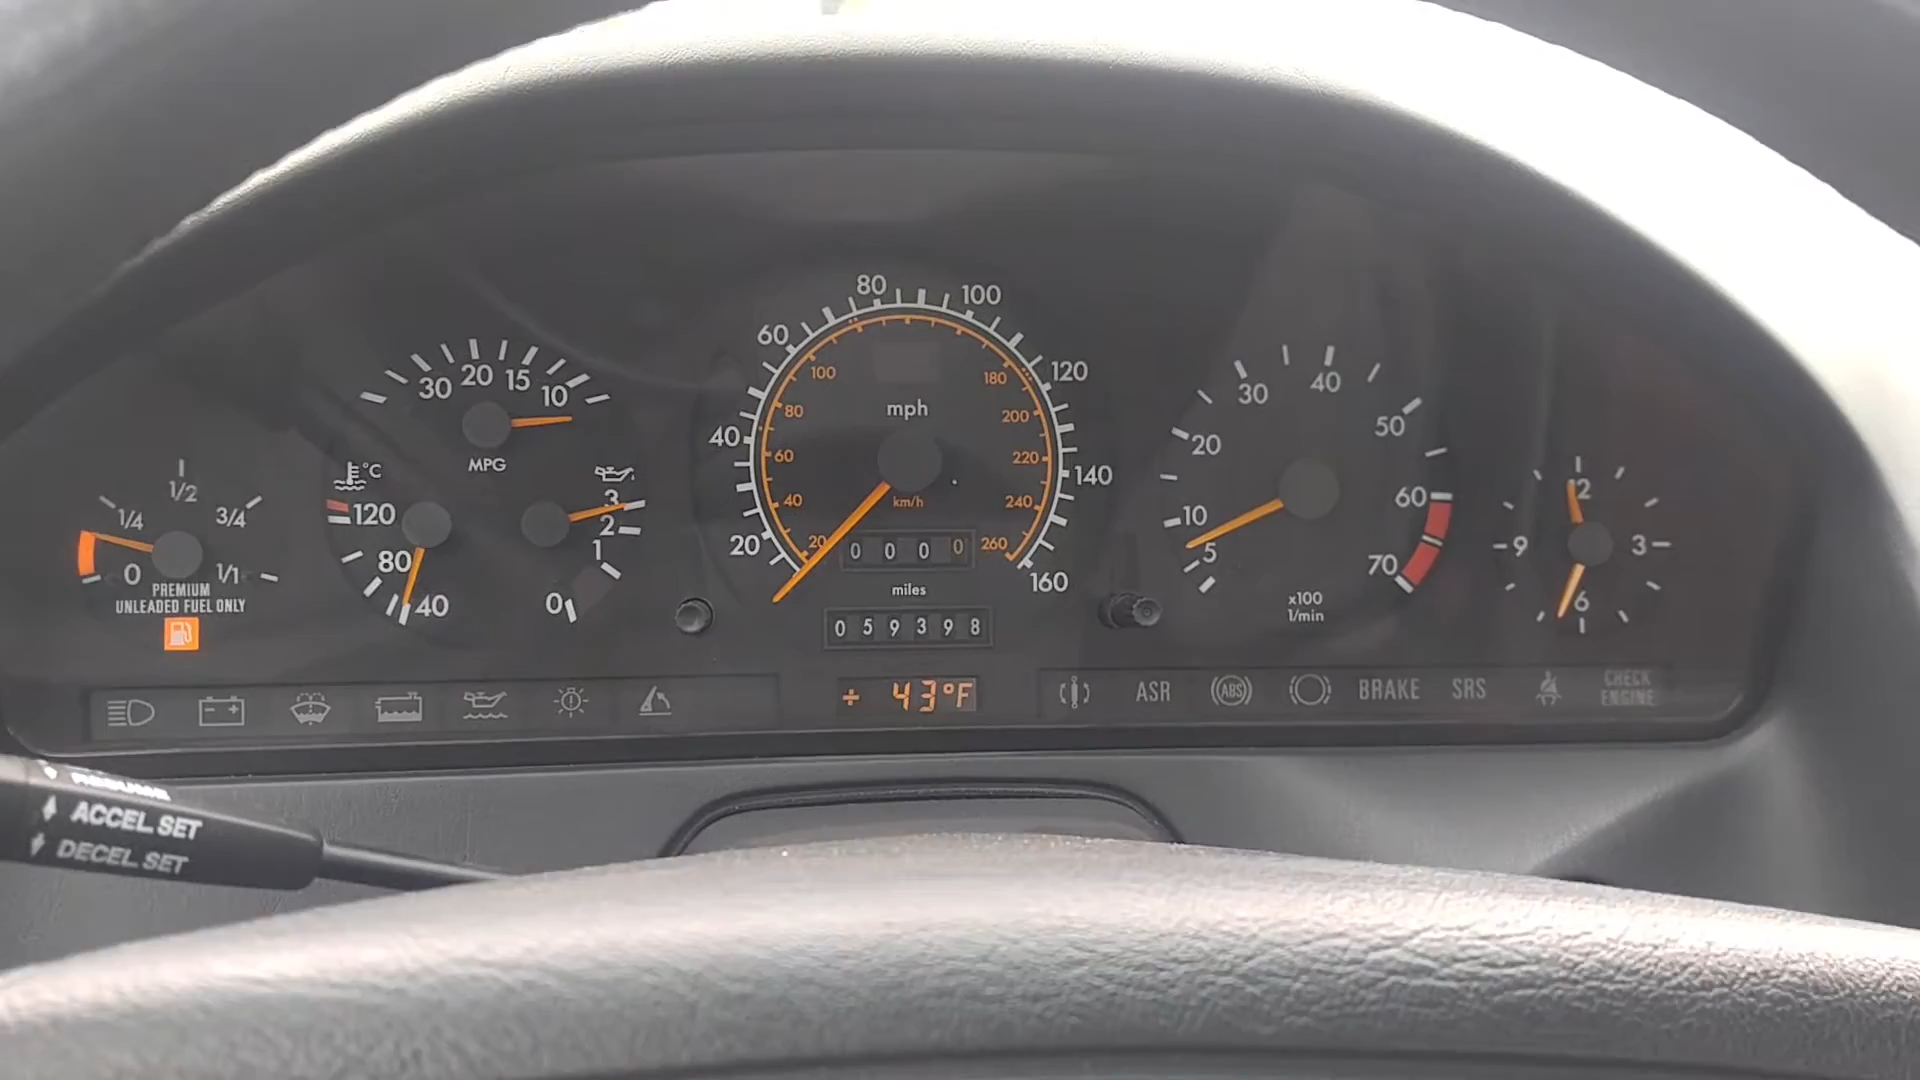 0
1/4
1/2
3/4
1/1
PREMIUM
UNLEADED FUEL ONLY
30 20 15 10
MPG
°C
120
80
40
3
2
1
0
20 40 60 80 100 120 140 160
mph
20 40 60 80 100 180 200 220 240 260
km/h
0 0 0 0
miles
0 5 9 3 9 8
+ 43°F
5 10 20 30 40 50 60 70
x100
1/min
3
6
9
ASR
ABS
BRAKE
SRS
CHECK
ENGINE
ACCEL. SET
DECEL. SET